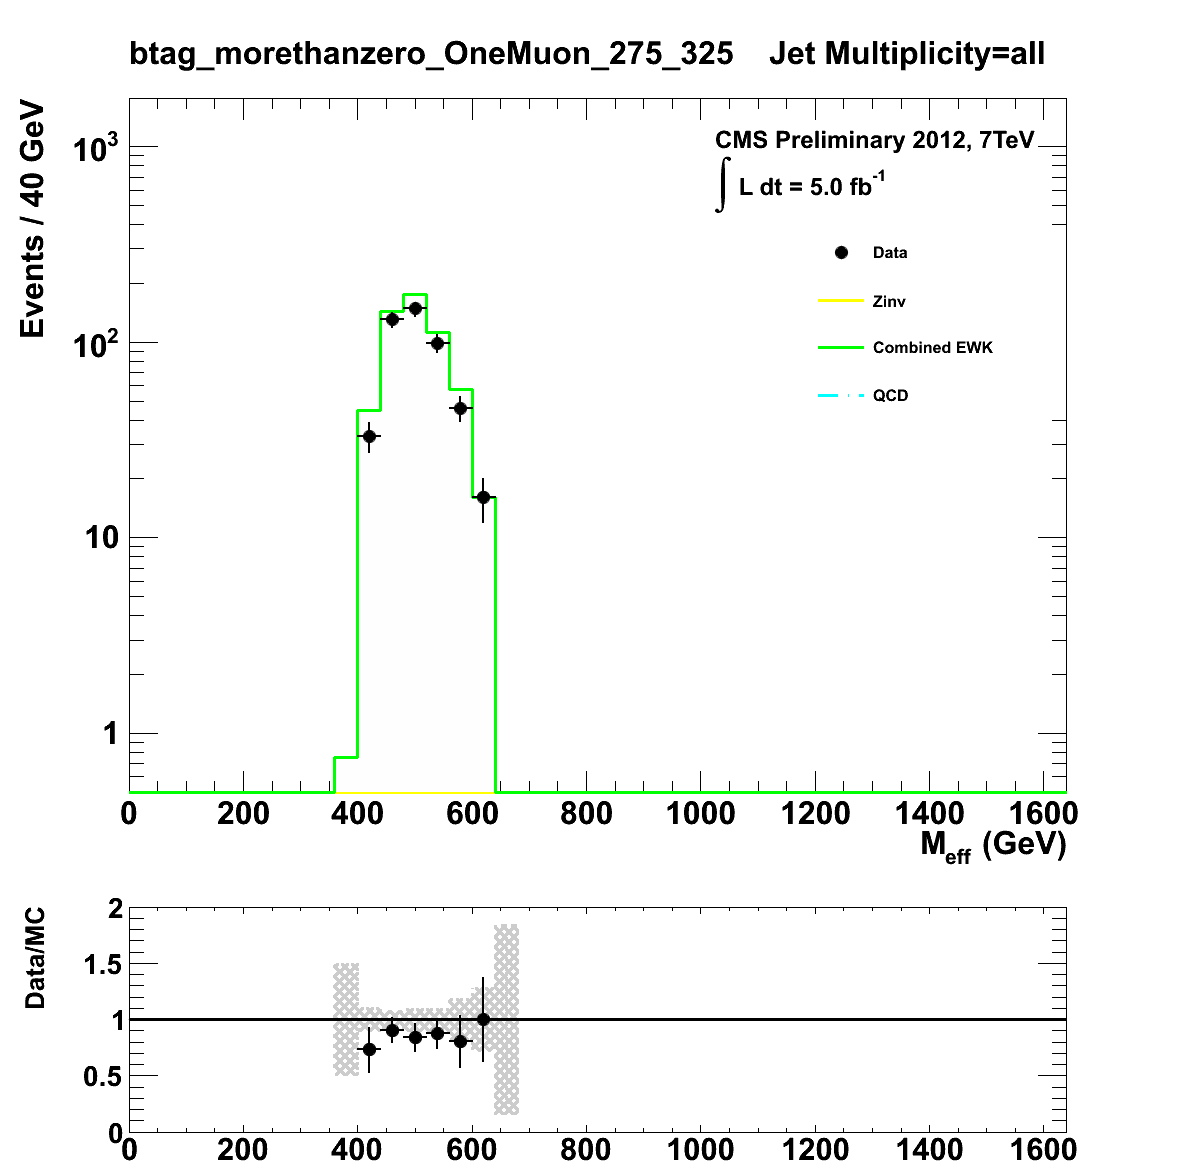 btag_morethanzero_OneMuon_275_325 Jet Multiplicity=all
Events / 40 GeV
10³
10²
10
1
CMS Preliminary 2012, 7TeV
∫ L dt = 5.0 fb⁻¹
Data
Zinv
Combined EWK
QCD
0 200 400 600 800 1000 1200 1400 1600
M_eff (GeV)
Data/MC
2
1.5
1
0.5
0
0 200 400 600 800 1000 1200 1400 1600